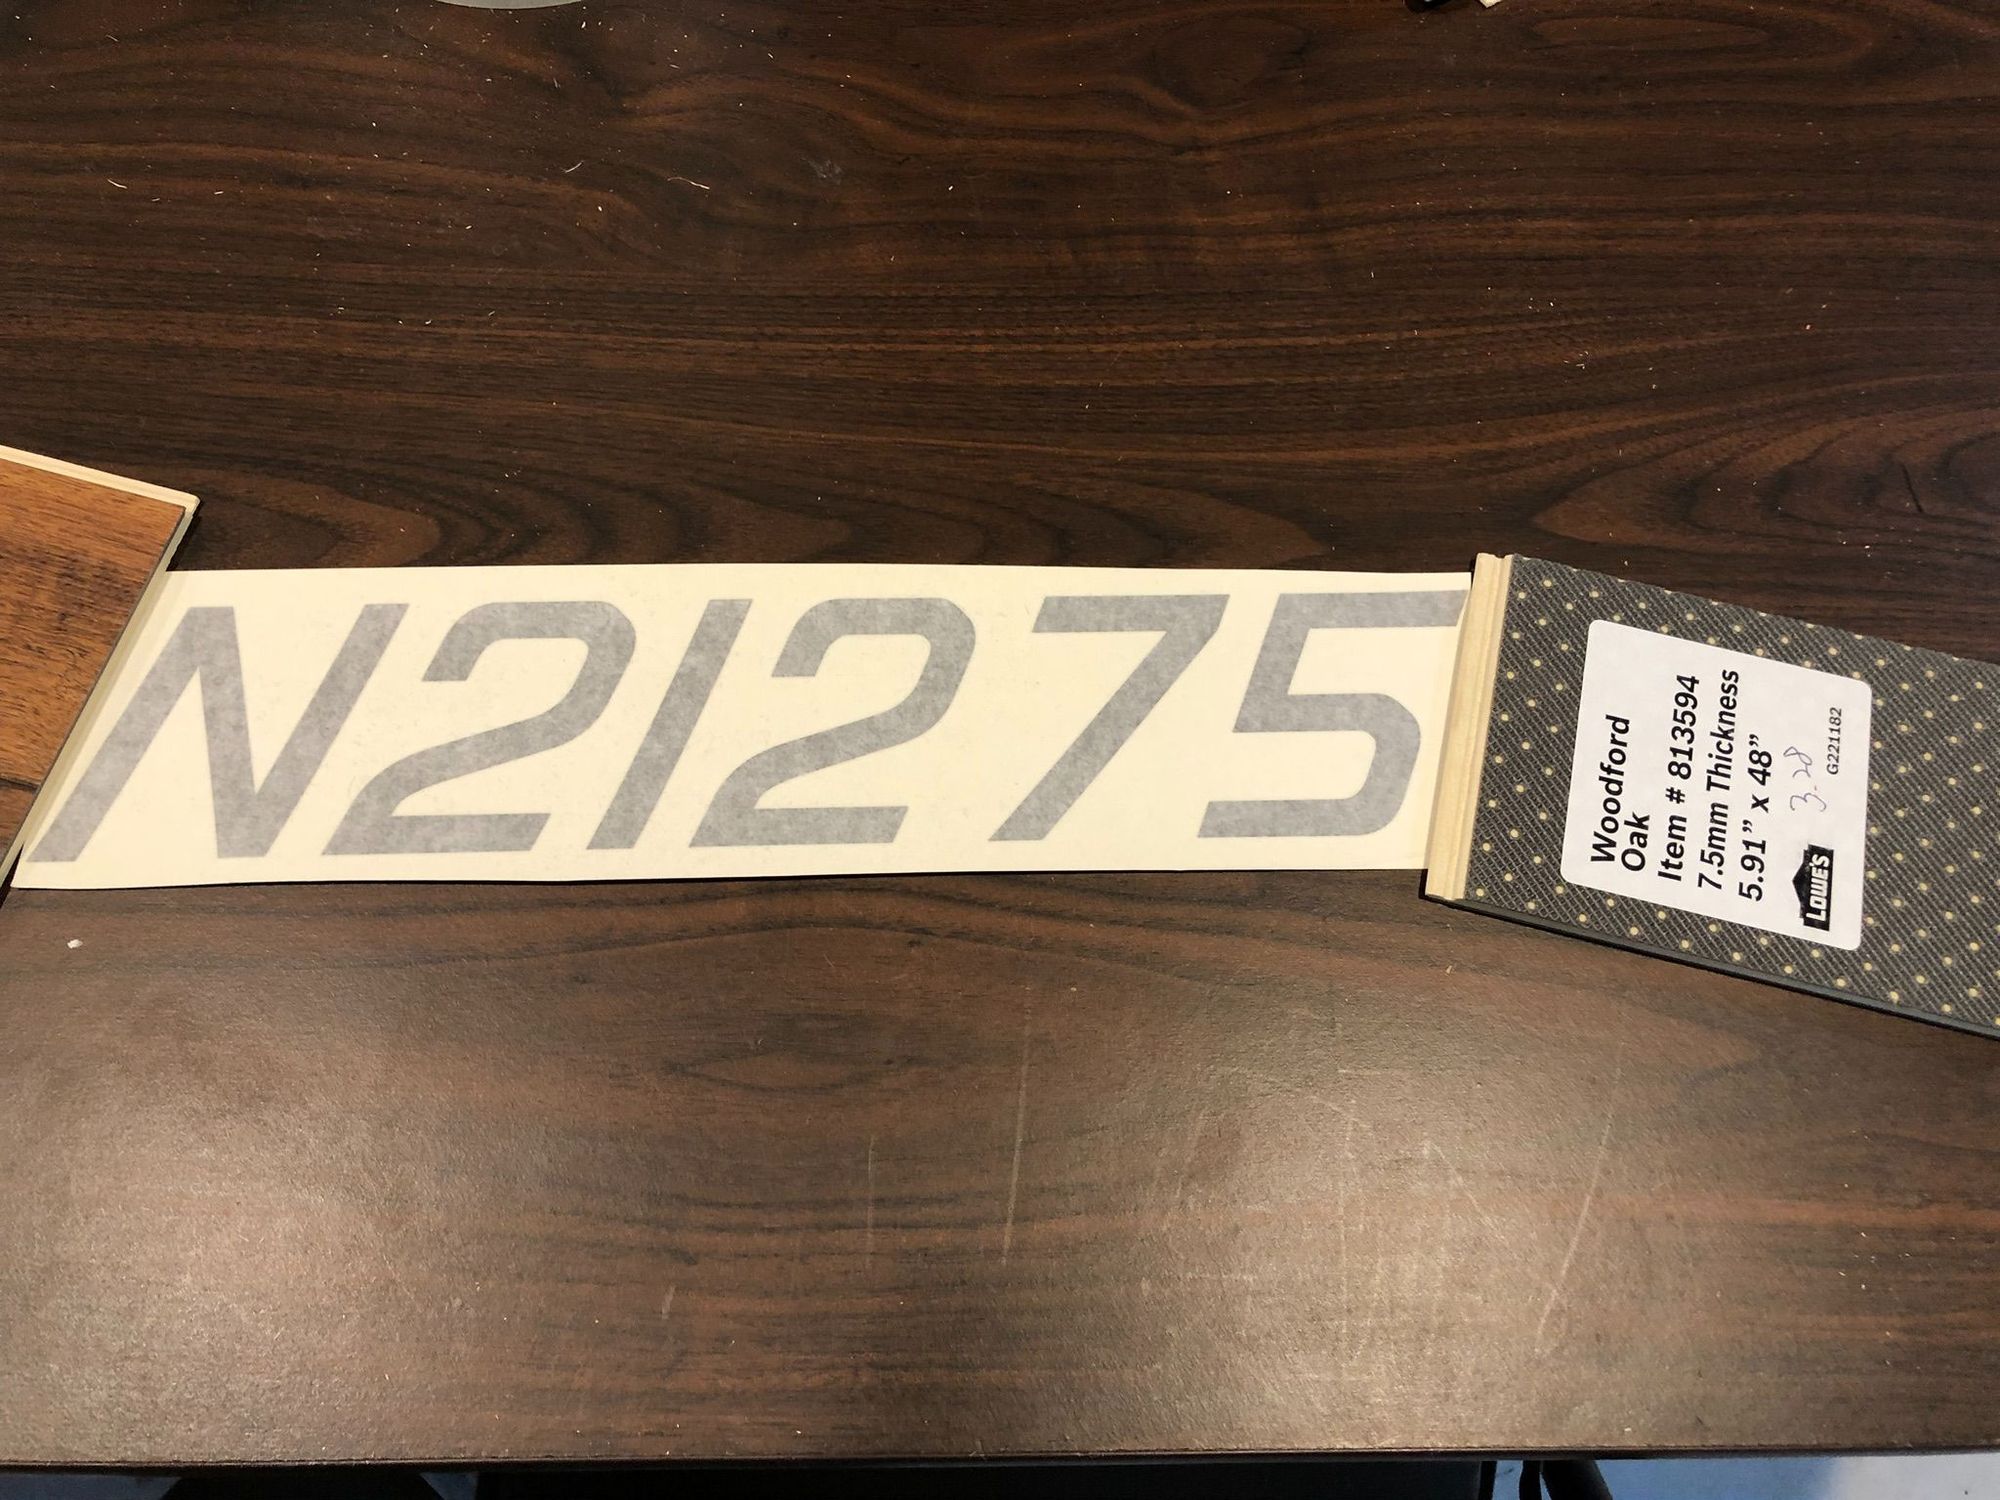 N21275
Woodford
Oak
Item # 813594
7.5mm Thickness
5.91" x 48"
3-28
G221182
LOWE'S